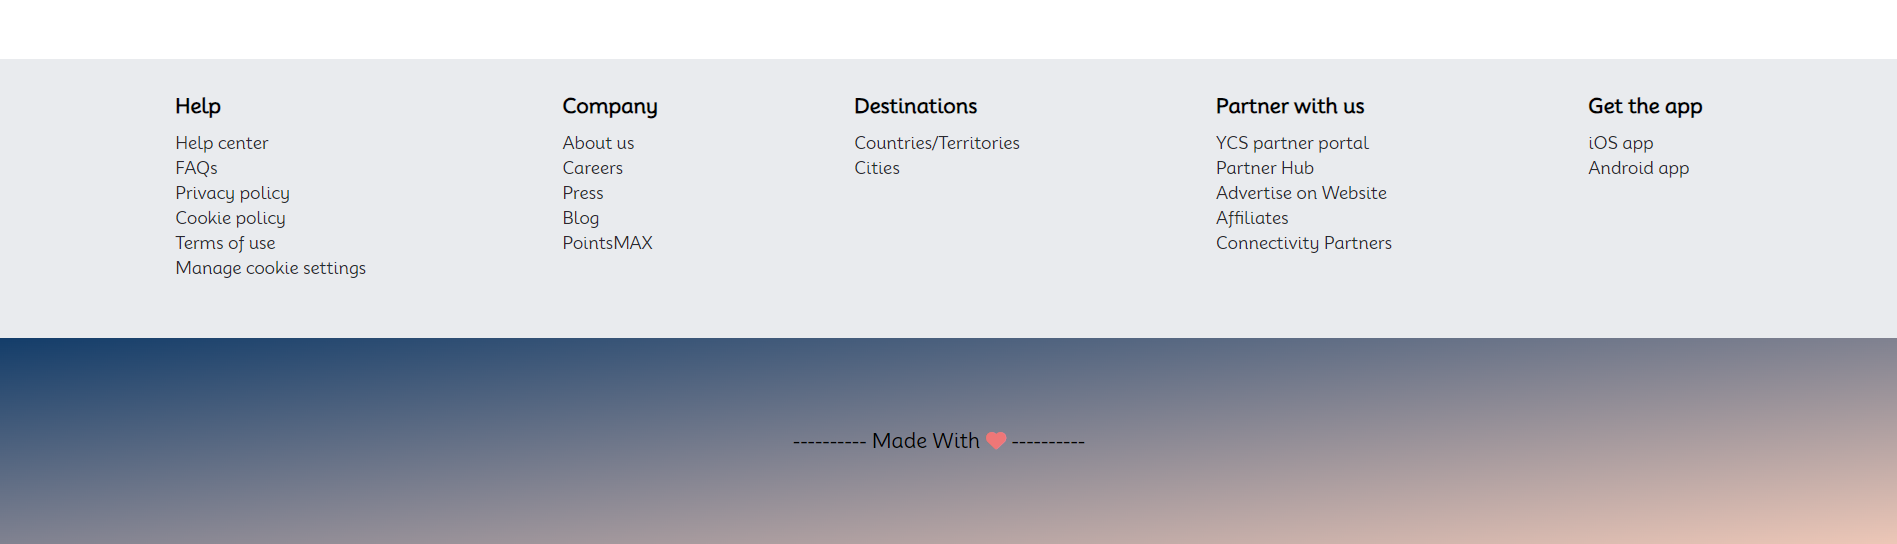 Help
Help center
FAQs
Privacy policy
Cookie policy
Terms of use
Manage cookie settings
Company
About us
Careers
Press
Blog
PointsMAX
Destinations
Countries/Territories
Cities
Partner with us
YCS partner portal
Partner Hub
Advertise on Website
Affiliates
Connectivity Partners
Get the app
iOS app
Android app
---------- Made With ❤ ----------